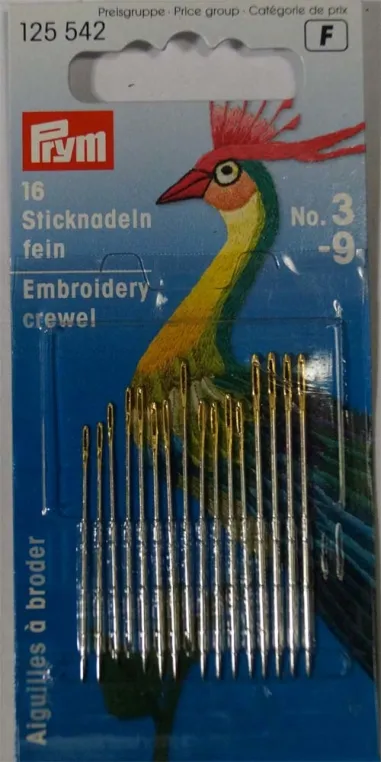 Preisgruppe · Price group · Catégorie de prix
125 542
F
Prym
16
Sticknadeln
fein
No. 3
-9
Embroidery
crewel
Aiguilles à broder